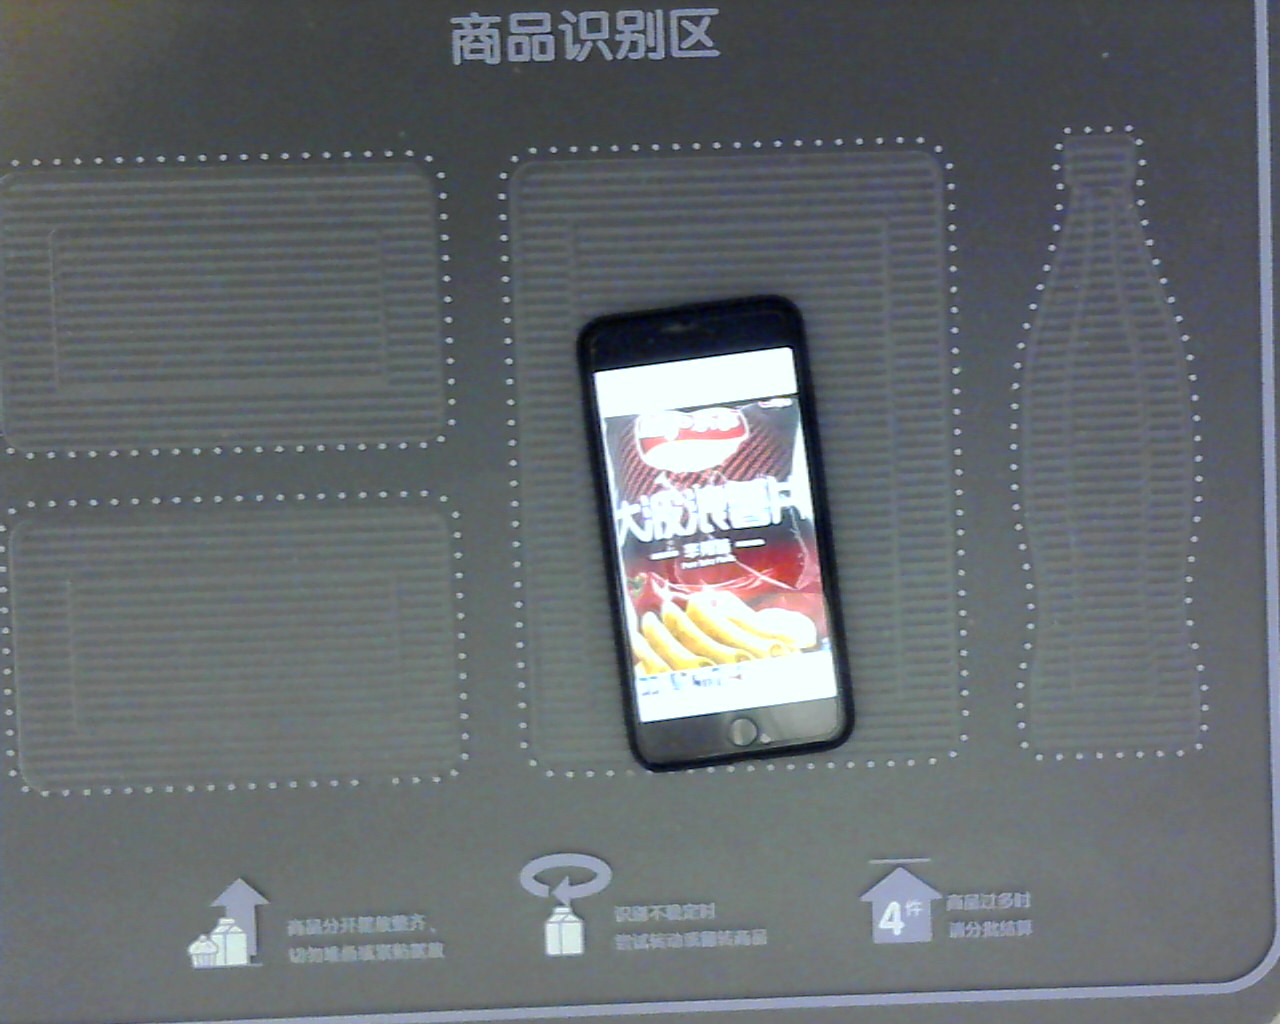 商品识别区
大波浪薯片
商品分开摆放整齐、
切勿堆叠或紧贴摆放
识别不稳定时
尝试转动或翻转商品
4件
商品过多时
请分批结算